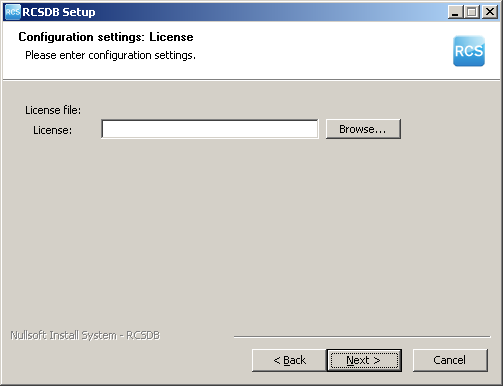 RCSDB Setup
Configuration settings: License
Please enter configuration settings.
RCS
License file:
License:
Browse...
Nullsoft Install System - RCSDB
< Back
Next >
Cancel